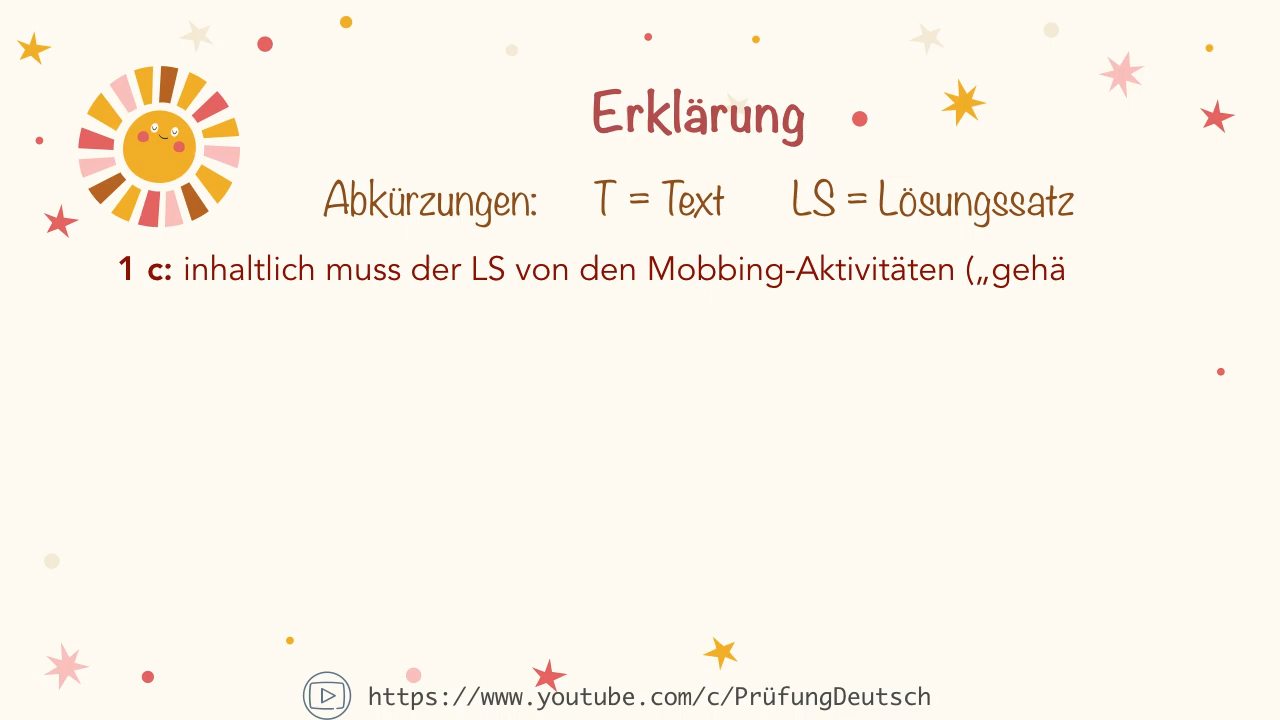 Erklärung
Abkürzungen: T = Text LS = Lösungssatz
1 c: inhaltlich muss der LS von den Mobbing-Aktivitäten („gehä
https://www.youtube.com/c/PrüfungDeutsch